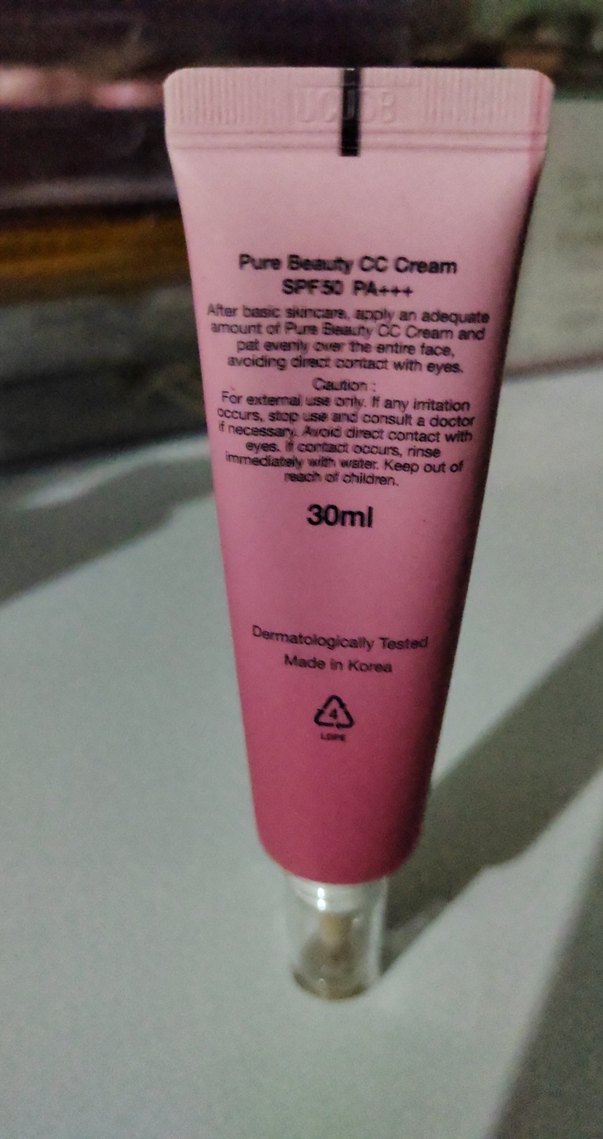 Pure Beauty CC Cream
SPF50 PA+++
After basic skincare, apply an adequate
amount of Pure Beauty CC Cream and
pat evenly over the entire face,
avoiding direct contact with eyes.
Caution :
For external use only. If any irritation
occurs, stop use and consult a doctor
if necessary. Avoid direct contact with
eyes. If contact occurs, rinse
immediately with water. Keep out of
reach of children.
30ml
Dermatologically Tested
Made in Korea
4
LDPE